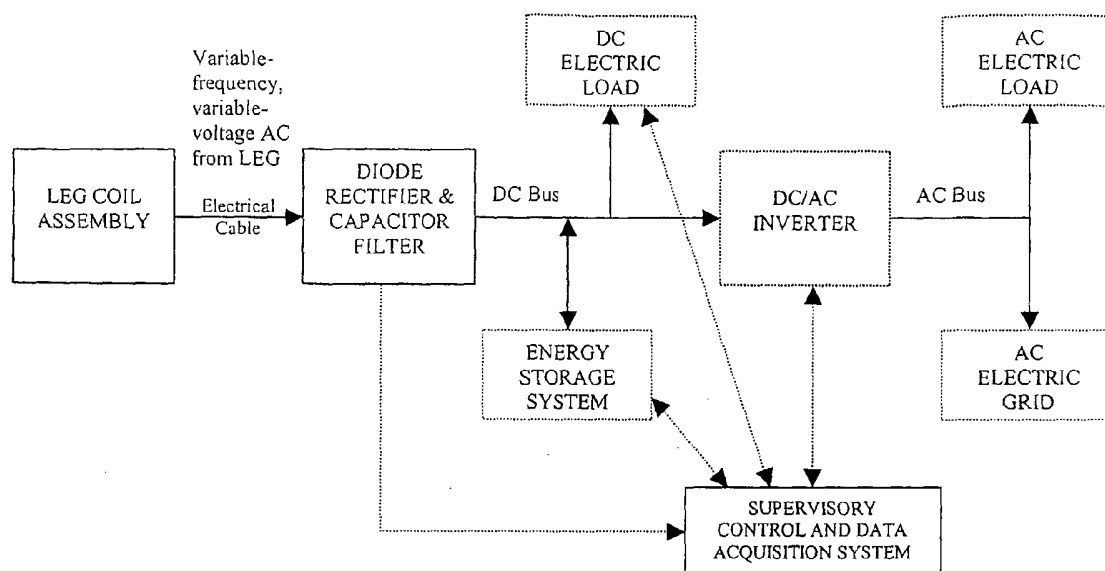 Variable-
frequency,
variable-
voltage AC
from LEG
DC
ELECTRIC
LOAD
AC
ELECTRIC
LOAD
LEG COIL
ASSEMBLY
Electrical
Cable
DIODE
RECTIFIER &
CAPACITOR
FILTER
DC Bus
DC/AC
INVERTER
AC Bus
ENERGY
STORAGE
SYSTEM
AC
ELECTRIC
GRID
SUPERVISORY
CONTROL AND DATA
ACQUISITION SYSTEM